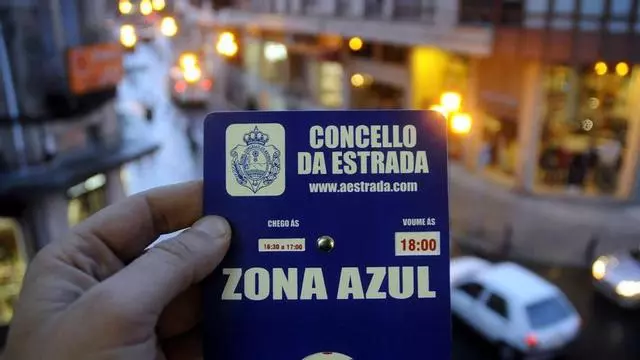 CONCELLO
DA ESTRADA
www.aestrada.com
CHEGO ÁS
VOUME ÁS
16:30 a 17:00
18:00
ZONA AZUL